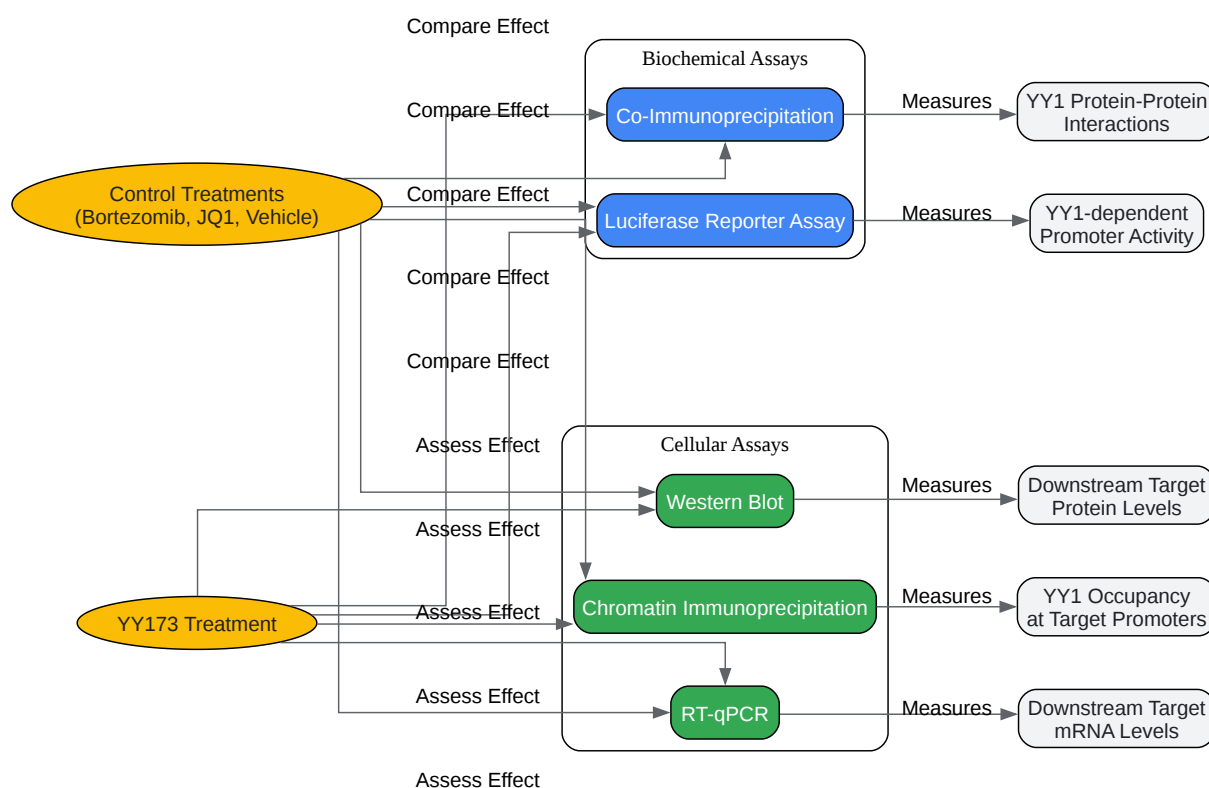 Compare Effect
Biochemical Assays
Compare Effect
Co-Immunoprecipitation
Measures
YY1 Protein-Protein
Interactions
Control Treatments
(Bortezomib, JQ1, Vehicle)
Compare Effect
Luciferase Reporter Assay
Measures
YY1-dependent
Promoter Activity
Compare Effect
Compare Effect
Assess Effect
Cellular Assays
Western Blot
Measures
Downstream Target
Protein Levels
Assess Effect
YY173 Treatment
Assess Effect
Chromatin Immunoprecipitation
Measures
YY1 Occupancy
at Target Promoters
Assess Effect
RT-qPCR
Measures
Downstream Target
mRNA Levels
Assess Effect